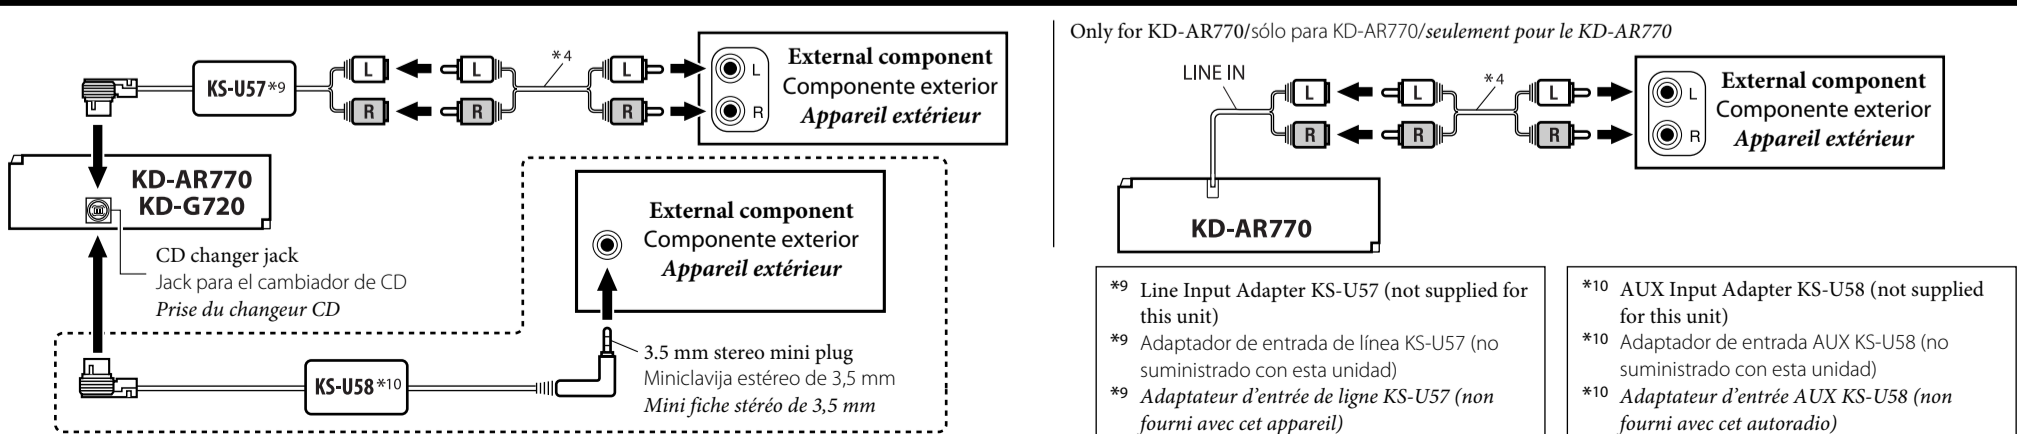 KS-U57*9
L
R
L
R
*4
L
R
L
R
External component
Componente exterior
Appareil extérieur
KD-AR770
KD-G720
CD changer jack
Jack para el cambiador de CD
Prise du changeur CD
External component
Componente exterior
Appareil extérieur
KS-U58*10
3.5 mm stereo mini plug
Miniclavija estéreo de 3,5 mm
Mini fiche stéréo de 3,5 mm
Only for KD-AR770/sólo para KD-AR770/seulement pour le KD-AR770
LINE IN
L
R
L
R
*4
L
R
L
R
External component
Componente exterior
Appareil extérieur
KD-AR770
*9 Line Input Adapter KS-U57 (not supplied for
this unit)
*9 Adaptador de entrada de línea KS-U57 (no
suministrado con esta unidad)
*9 Adaptateur d’entrée de ligne KS-U57 (non
fourni avec cet appareil)
*10 AUX Input Adapter KS-U58 (not supplied
for this unit)
*10 Adaptador de entrada AUX KS-U58 (no
suministrado con esta unidad)
*10 Adaptateur d’entrée AUX KS-U58 (non
fourni avec cet autoradio)